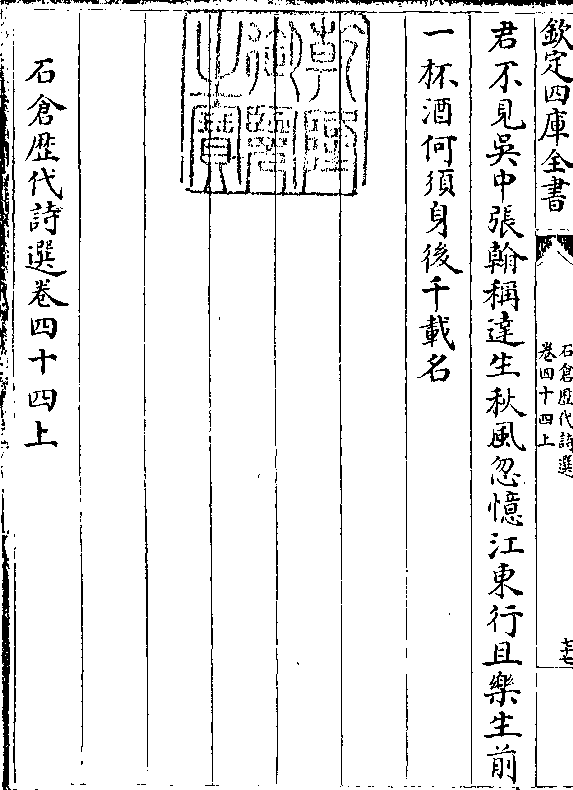 欽定四庫全書
石倉歴代詩選
卷四十四上
君不見吳中張翰稱達生秋風忽憶江東行且樂生前
一杯酒何須身後千載名
乾隆御覽之寶
石倉歴代詩選卷四十四上